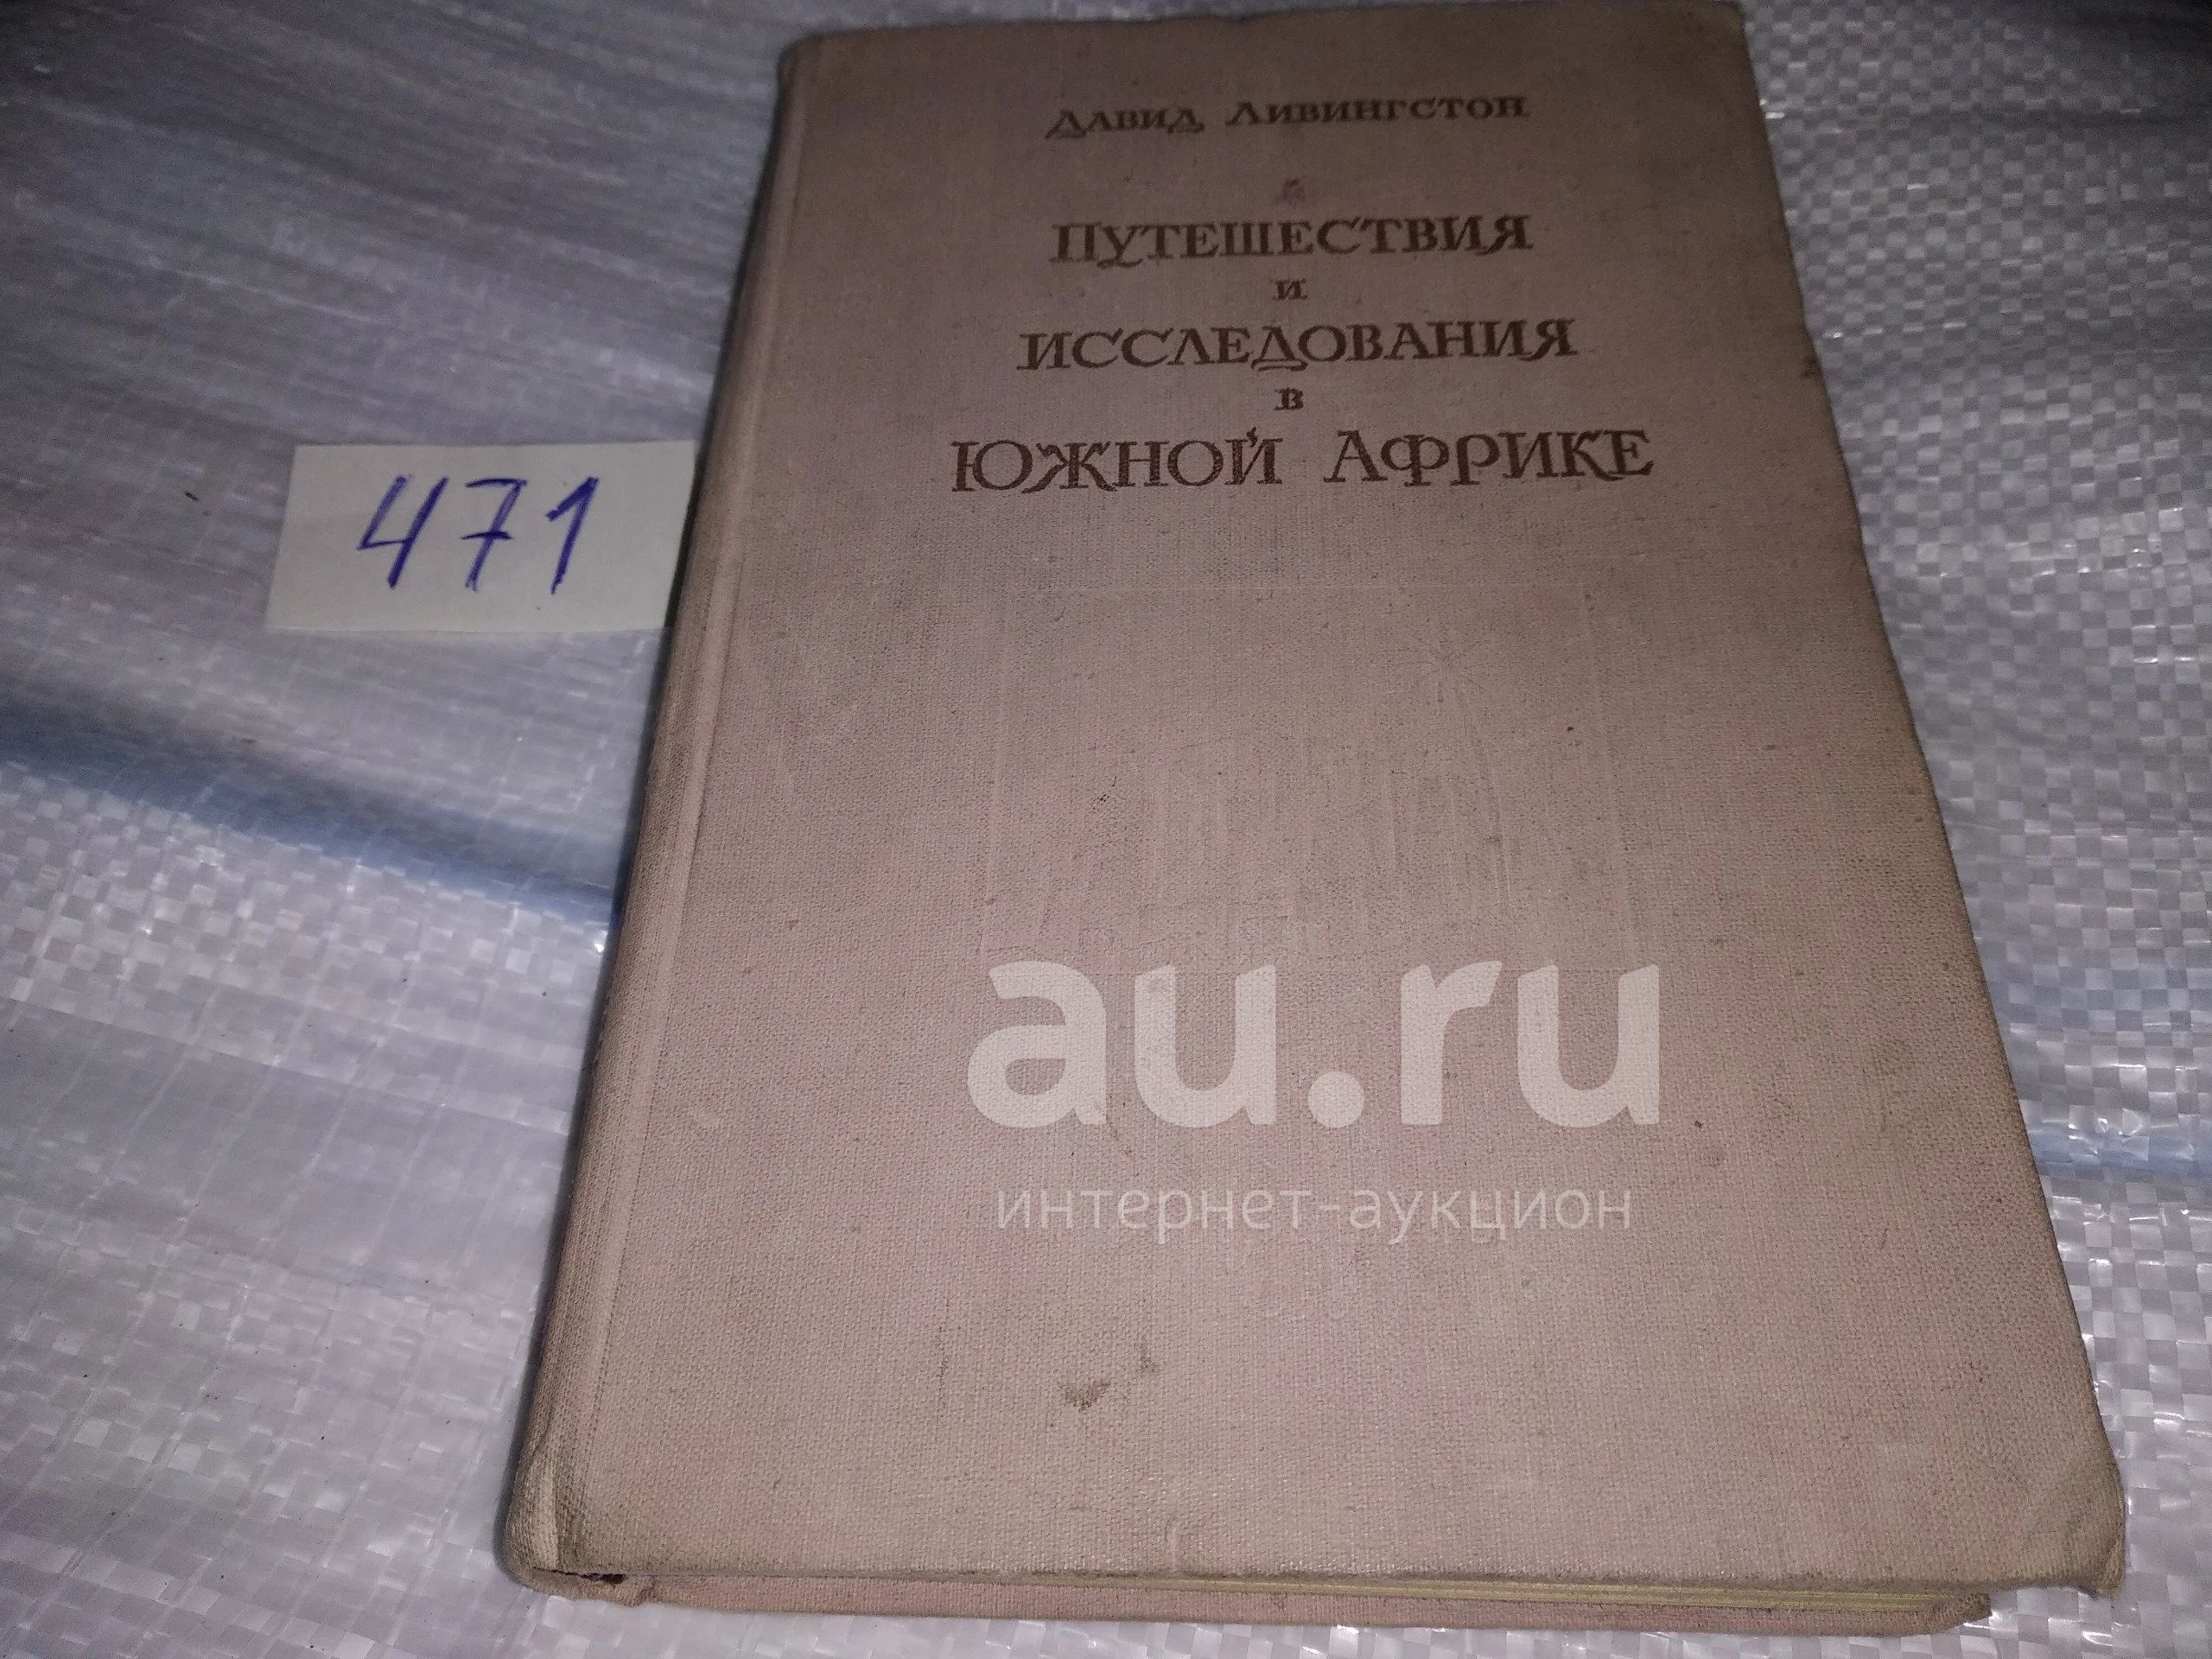 ДАВИД ЛИВИНГСТОН
ПУТЕШЕСТВИЯ
И
ИССЛЕДОВАНИЯ
В
ЮЖНОЙ АФРИКЕ
471
au.ru
интернет-аукцион